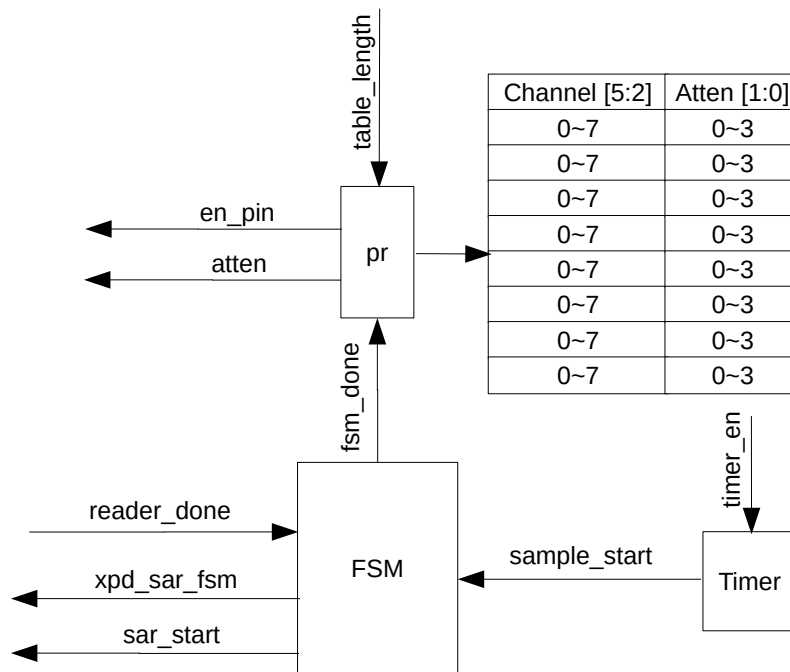 table_length
Channel [5:2] Atten [1:0]
0~7 0~3
0~7 0~3
0~7 0~3
0~7 0~3
0~7 0~3
0~7 0~3
0~7 0~3
0~7 0~3
en_pin
atten
pr
fsm_done
timer_en
reader_done
xpd_sar_fsm
sar_start
FSM
sample_start
Timer